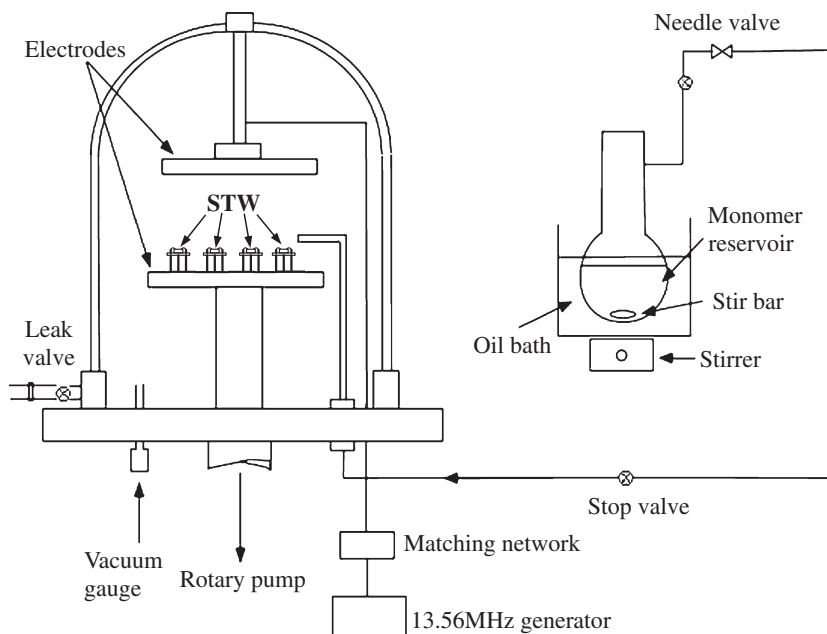 Needle valve
Electrodes
STW
Monomer
reservoir
Stir bar
Leak
valve
Oil bath
Stirrer
Stop valve
Vacuum
gauge
Rotary pump
Matching network
13.56MHz generator